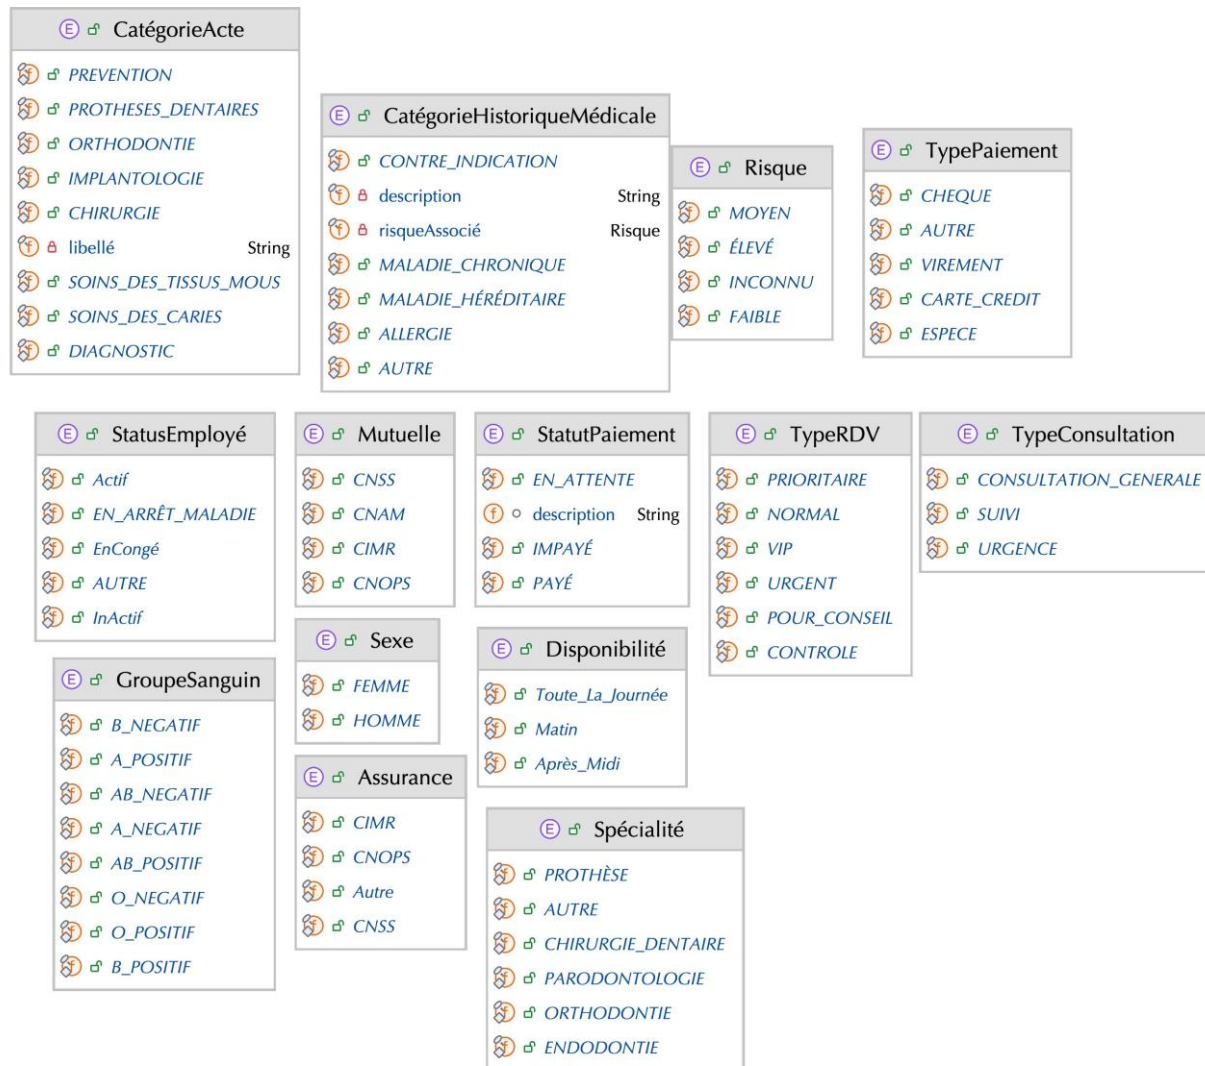 CatégorieActe
PREVENTION
PROTHESES_DENTAIRES
ORTHODONTIE
IMPLANTOLOGIE
CHIRURGIE
libellé String
SOINS_DES_TISSUS_MOUS
SOINS_DES_CARIES
DIAGNOSTIC
CatégorieHistoriqueMédicale
CONTRE_INDICATION
description String
risqueAssocié Risque
MALADIE_CHRONIQUE
MALADIE_HÉRÉDITAIRE
ALLERGIE
AUTRE
Risque
MOYEN
ÉLEVÉ
INCONNU
FAIBLE
TypePaiement
CHEQUE
AUTRE
VIREMENT
CARTE_CREDIT
ESPECE
StatusEmployé
Actif
EN_ARRÊT_MALADIE
EnCongé
AUTRE
InActif
Mutuelle
CNSS
CNAM
CIMR
CNOPS
StatutPaiement
EN_ATTENTE
description String
IMPAYÉ
PAYÉ
TypeRDV
PRIORITAIRE
NORMAL
VIP
URGENT
POUR_CONSEIL
CONTROLE
TypeConsultation
CONSULTATION_GENERALE
SUIVI
URGENCE
GroupeSanguin
B_NEGATIF
A_POSITIF
AB_NEGATIF
A_NEGATIF
AB_POSITIF
O_NEGATIF
O_POSITIF
B_POSITIF
Sexe
FEMME
HOMME
Disponibilité
Toute_La_Journée
Matin
Après_Midi
Assurance
CIMR
CNOPS
Autre
CNSS
Spécialité
PROTHÈSE
AUTRE
CHIRURGIE_DENTAIRE
PARODONTOLOGIE
ORTHODONTIE
ENDODONTIE